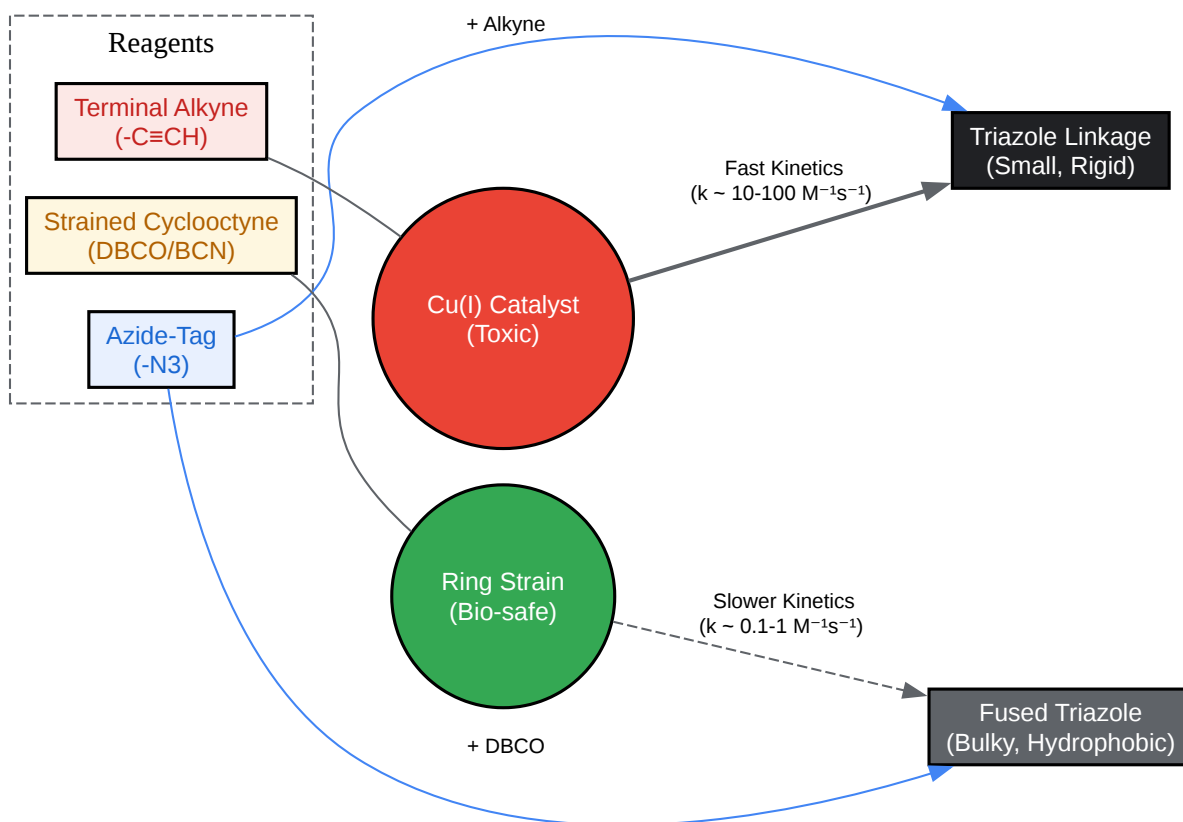 + Alkyne
Reagents
Terminal Alkyne
(-C≡CH)
Triazole Linkage
(Small, Rigid)
Fast Kinetics
(k ~ 10-100 M⁻¹s⁻¹)
Strained Cyclooctyne
(DBCO/BCN)
Cu(I) Catalyst
(Toxic)
Azide-Tag
(-N3)
Ring Strain
(Bio-safe)
Slower Kinetics
(k ~ 0.1-1 M⁻¹s⁻¹)
+ DBCO
Fused Triazole
(Bulky, Hydrophobic)